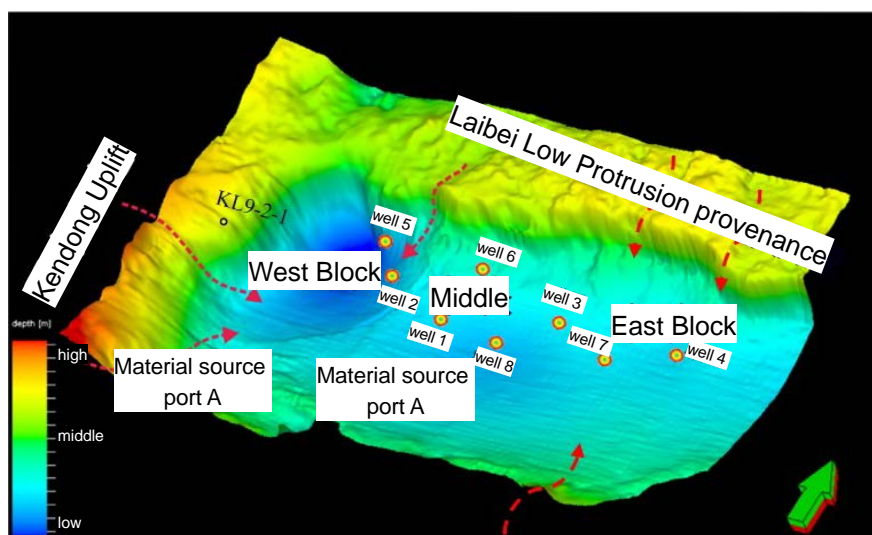 Laibei Low Protrusion provenance
Kendong Uplift
KL9-2-1
well 5
well 6
West Block
well 2
Middle
well 3
East Block
well 1
well 8
well 7
well 4
depth [m]
high
middle
low
Material source
port A
Material source
port A